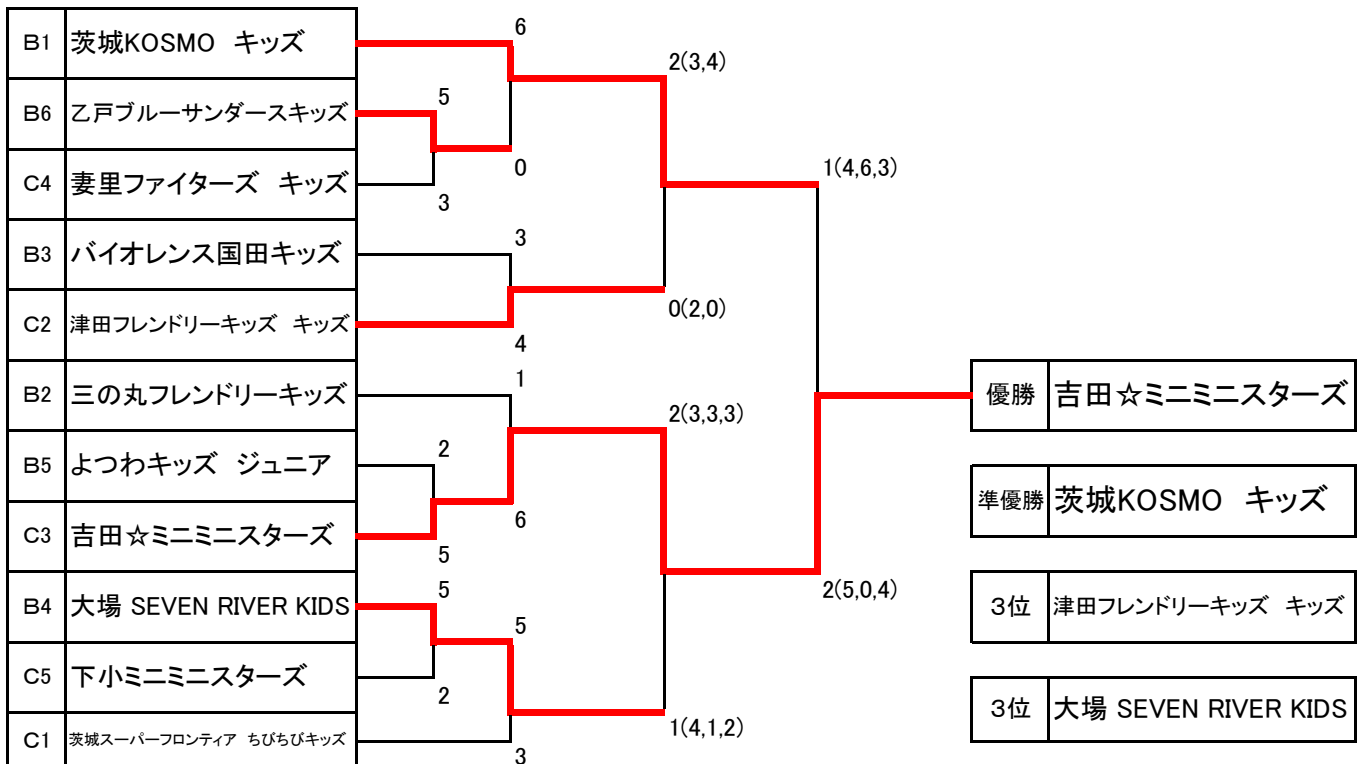 B1 茨城KOSMO　キッズ
B6 乙戸ブルーサンダースキッズ
C4 妻里ファイターズ　キッズ
B3 バイオレンス国田キッズ
C2 津田フレンドリーキッズ　キッズ
B2 三の丸フレンドリーキッズ
B5 よつわキッズ　ジュニア
C3 吉田☆ミニミニスターズ
B4 大場 SEVEN RIVER KIDS
C5 下小ミニミニスターズ
C1 茨城スーパーフロンティア　ちびちびキッズ
5
3
2
5
5
2
6
0
3
4
1
6
5
3
2(3,4)
0(2,0)
2(3,3,3)
1(4,1,2)
1(4,6,3)
2(5,0,4)
優勝 吉田☆ミニミニスターズ
準優勝 茨城KOSMO　キッズ
3位 津田フレンドリーキッズ　キッズ
3位 大場 SEVEN RIVER KIDS